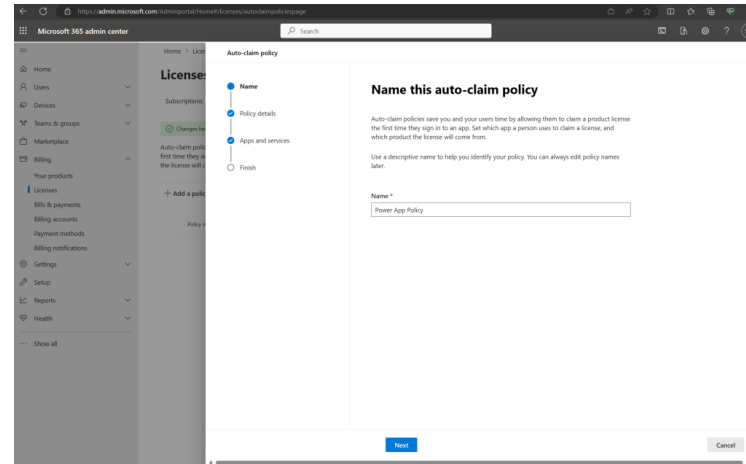 https://admin.microsoft.com/Adminportal/Home#/licenses/autoclaimpoliciespage
Microsoft 365 admin center
Search
Home
Users
Devices
Teams & groups
Marketplace
Billing
Your products
Licenses
Bills & payments
Billing accounts
Payment methods
Billing notifications
Settings
Setup
Reports
Health
Show all
Home > Licen
Licenses
Subscriptions
Changes ha
Auto-claim polic
first time they si
the license will c
Add a polic
Policy n
Auto-claim policy
Name
Policy details
Apps and services
Finish
Name this auto-claim policy
Auto-claim policies save you and your users time by allowing them to claim a product license
the first time they sign in to an app. Set which app a person uses to claim a license, and
which product the license will come from.
Use a descriptive name to help you identify your policy. You can always edit policy names
later.
Name *
Power App Policy
Next
Cancel